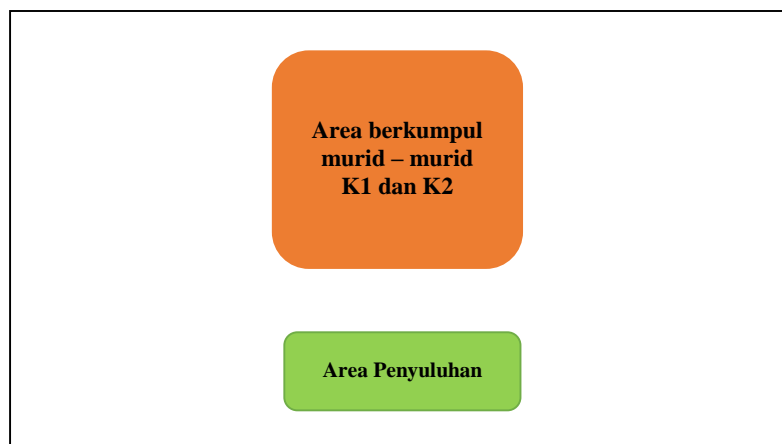 Area berkumpul
murid – murid
K1 dan K2
Area Penyuluhan